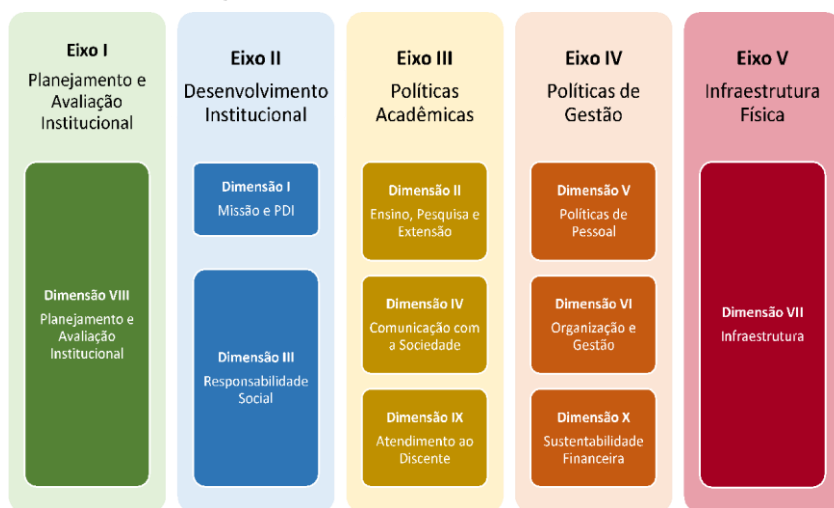 Eixo I
Planejamento e
Avaliação
Institucional
Dimensão VIII
Planejamento e
Avaliação
Institucional
Eixo II
Desenvolvimento
Institucional
Dimensão I
Missão e PDI
Dimensão III
Responsabilidade
Social
Eixo III
Políticas
Acadêmicas
Dimensão II
Ensino, Pesquisa e
Extensão
Dimensão IV
Comunicação com
a Sociedade
Dimensão IX
Atendimento ao
Discente
Eixo IV
Políticas de
Gestão
Dimensão V
Políticas de
Pessoal
Dimensão VI
Organização e
Gestão
Dimensão X
Sustentabilidade
Financeira
Eixo V
Infraestrutura
Física
Dimensão VII
Infraestrutura